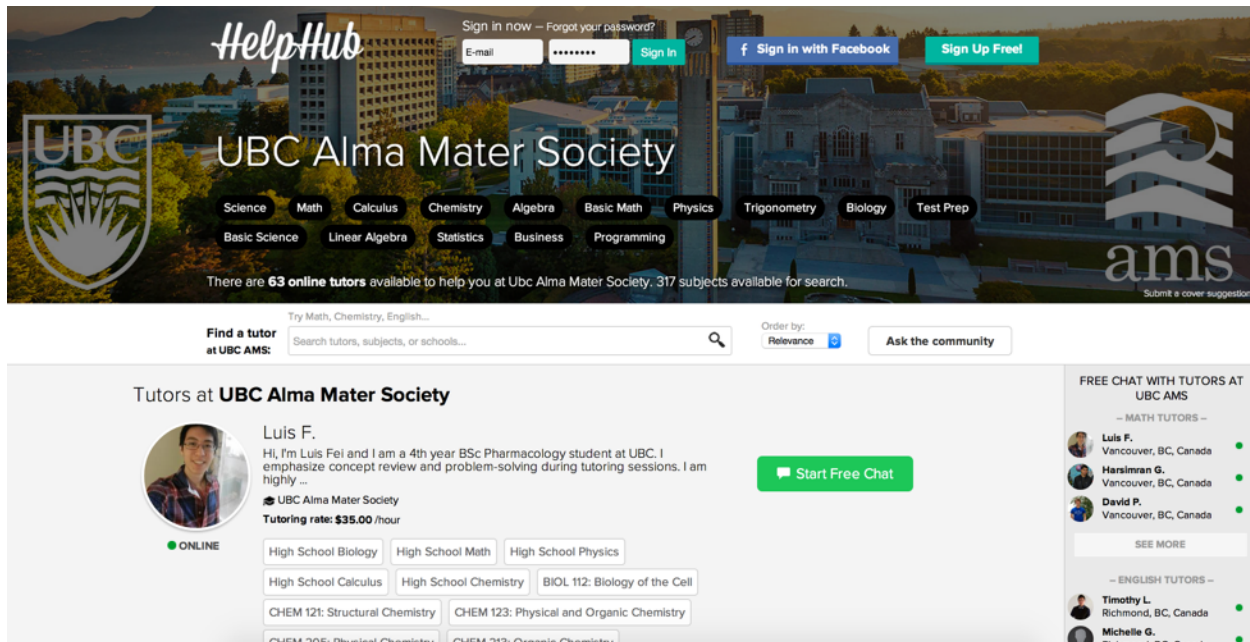 HelpHub
Sign in now – Forgot your password?
E-mail
••••••••
Sign In
f Sign in with Facebook
Sign Up Free!
UBC
UBC Alma Mater Society
Science Math Calculus Chemistry Algebra Basic Math Physics Trigonometry Biology Test Prep
Basic Science Linear Algebra Statistics Business Programming
There are 63 online tutors available to help you at Ubc Alma Mater Society. 317 subjects available for search.
ams
Submit a cover suggestion
Try Math, Chemistry, English...
Find a tutor
at UBC AMS:
Search tutors, subjects, or schools...
Order by:
Relevance
Ask the community
Tutors at UBC Alma Mater Society
Luis F.
Hi, I'm Luis Fei and I am a 4th year BSc Pharmacology student at UBC. I
emphasize concept review and problem-solving during tutoring sessions. I am
highly ...
UBC Alma Mater Society
Tutoring rate: $35.00 /hour
ONLINE
Start Free Chat
High School Biology High School Math High School Physics
High School Calculus High School Chemistry BIOL 112: Biology of the Cell
CHEM 121: Structural Chemistry CHEM 123: Physical and Organic Chemistry
CHEM 205: Physical Chemistry CHEM 213: Organic Chemistry
FREE CHAT WITH TUTORS AT
UBC AMS
– MATH TUTORS –
Luis F.
Vancouver, BC, Canada
Harsimran G.
Vancouver, BC, Canada
David P.
Vancouver, BC, Canada
SEE MORE
– ENGLISH TUTORS –
Timothy L.
Richmond, BC, Canada
Michelle G.